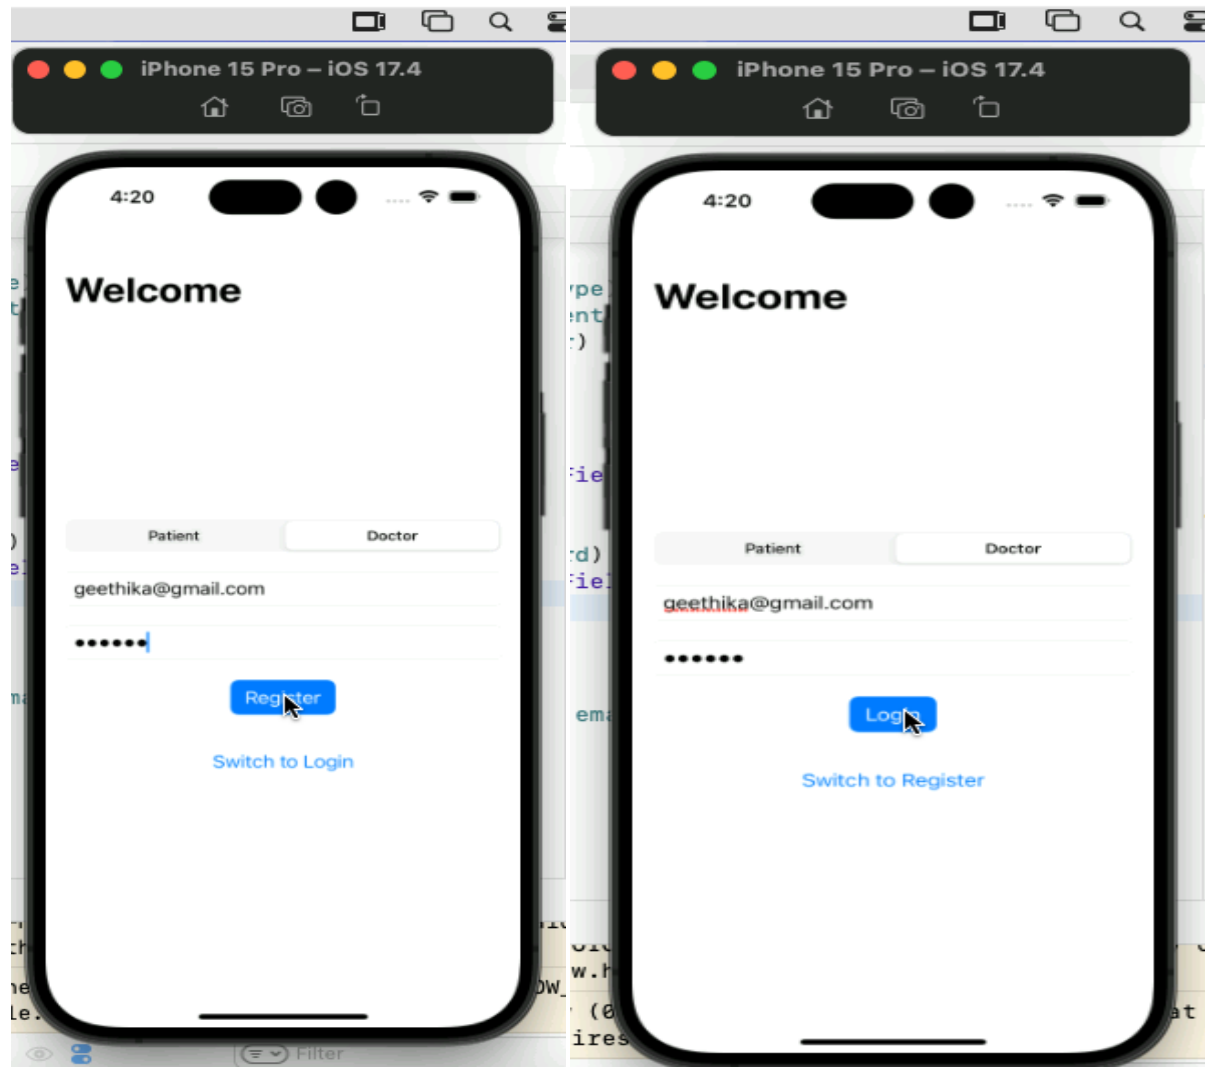 iPhone 15 Pro – iOS 17.4
4:20
Welcome
Patient Doctor
geethika@gmail.com
••••••
Register
Switch to Login
Filter
iPhone 15 Pro – iOS 17.4
4:20
Welcome
Patient Doctor
geethika@gmail.com
••••••
Login
Switch to Register